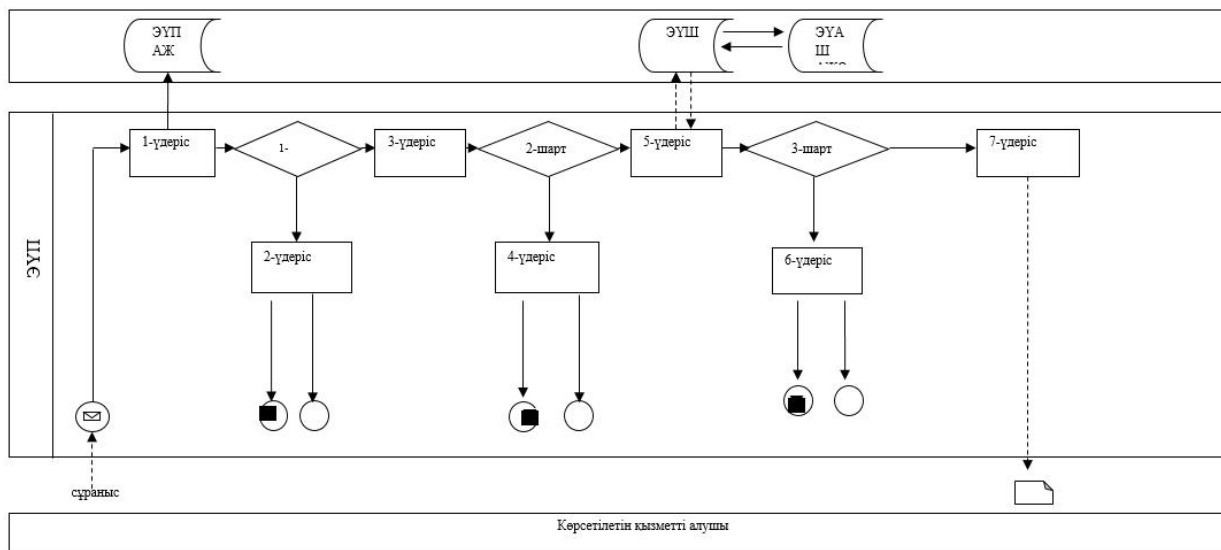 ЭҮП
АЖ
ЭҮШ
ЭҮА
Ш
1-үдеріс
1-
3-үдеріс
2-шарт
5-үдеріс
3-шарт
7-үдеріс
ЭҮП
2-үдеріс
4-үдеріс
6-үдеріс
сұраныс
Көрсетілетін қызметті алушы